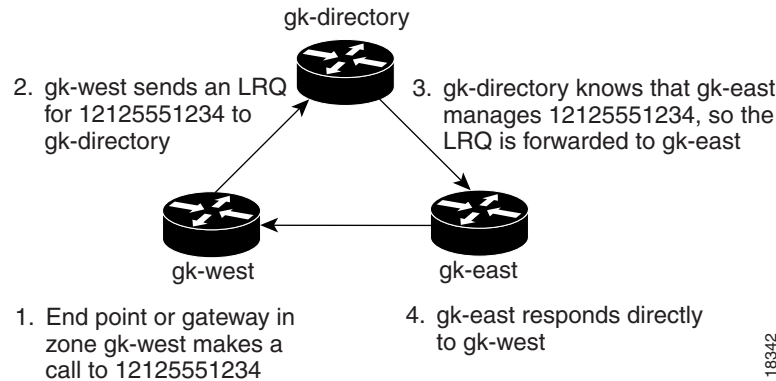 gk-directory
2. gk-west sends an LRQ
for 12125551234 to
gk-directory
3. gk-directory knows that gk-east
manages 12125551234, so the
LRQ is forwarded to gk-east
gk-west
gk-east
1. End point or gateway in
zone gk-west makes a
call to 12125551234
4. gk-east responds directly
to gk-west
18342